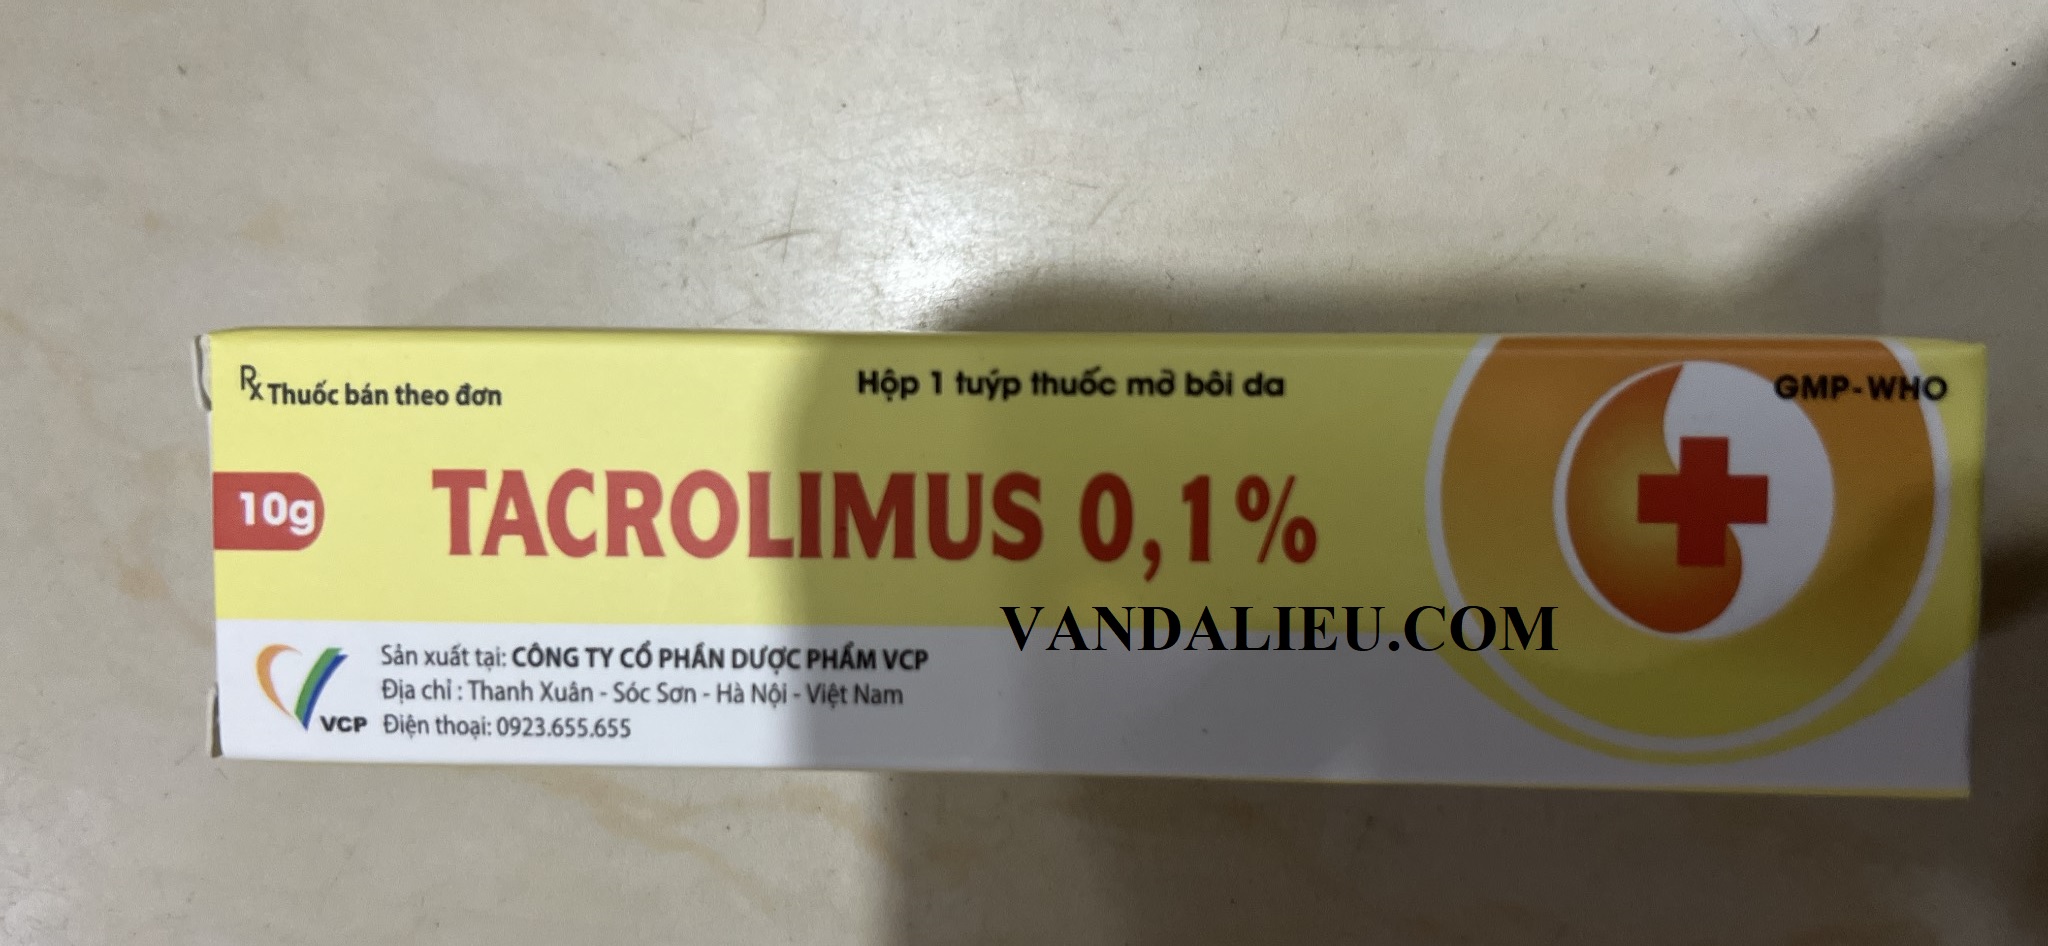 Rx Thuốc bán theo đơn
Hộp 1 tuýp thuốc mỡ bôi da
GMP-WHO
10g
TACROLIMUS 0,1%
VANDALIEU.COM
Sản xuất tại: CÔNG TY CỔ PHẦN DƯỢC PHẨM VCP
Địa chỉ : Thanh Xuân - Sóc Sơn - Hà Nội - Việt Nam
VCP
Điện thoại: 0923.655.655